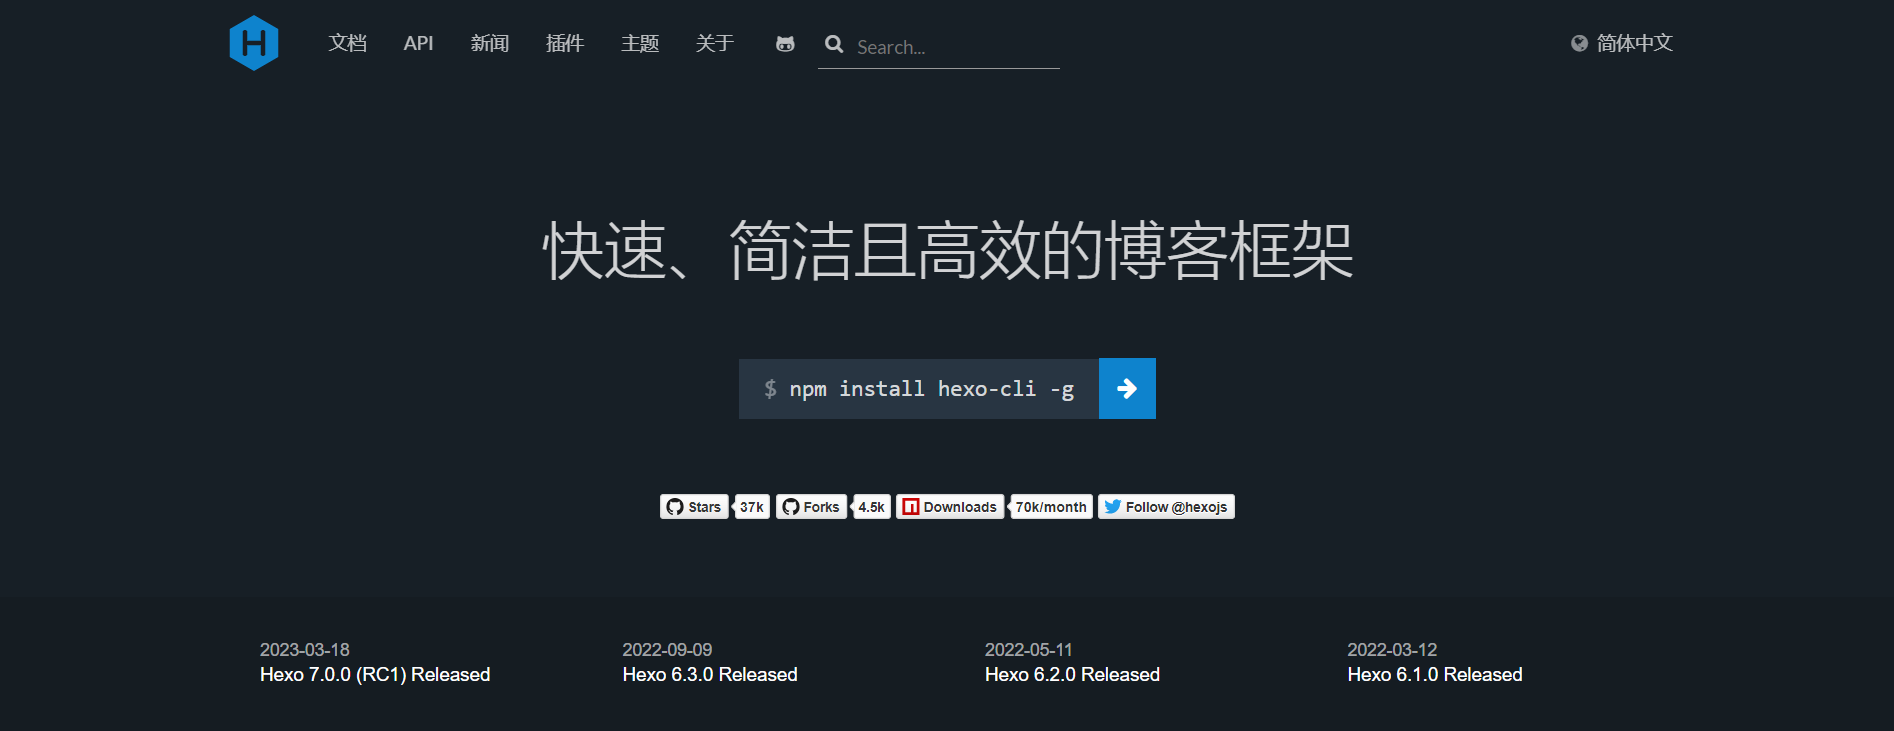 H 文档 API 新闻 插件 主题 关于 Search... 简体中文
快速、简洁且高效的博客框架
$ npm install hexo-cli -g
Stars 37k Forks 4.5k Downloads 70k/month Follow @hexojs
2023-03-18 2022-09-09 2022-05-11 2022-03-12
Hexo 7.0.0 (RC1) Released Hexo 6.3.0 Released Hexo 6.2.0 Released Hexo 6.1.0 Released